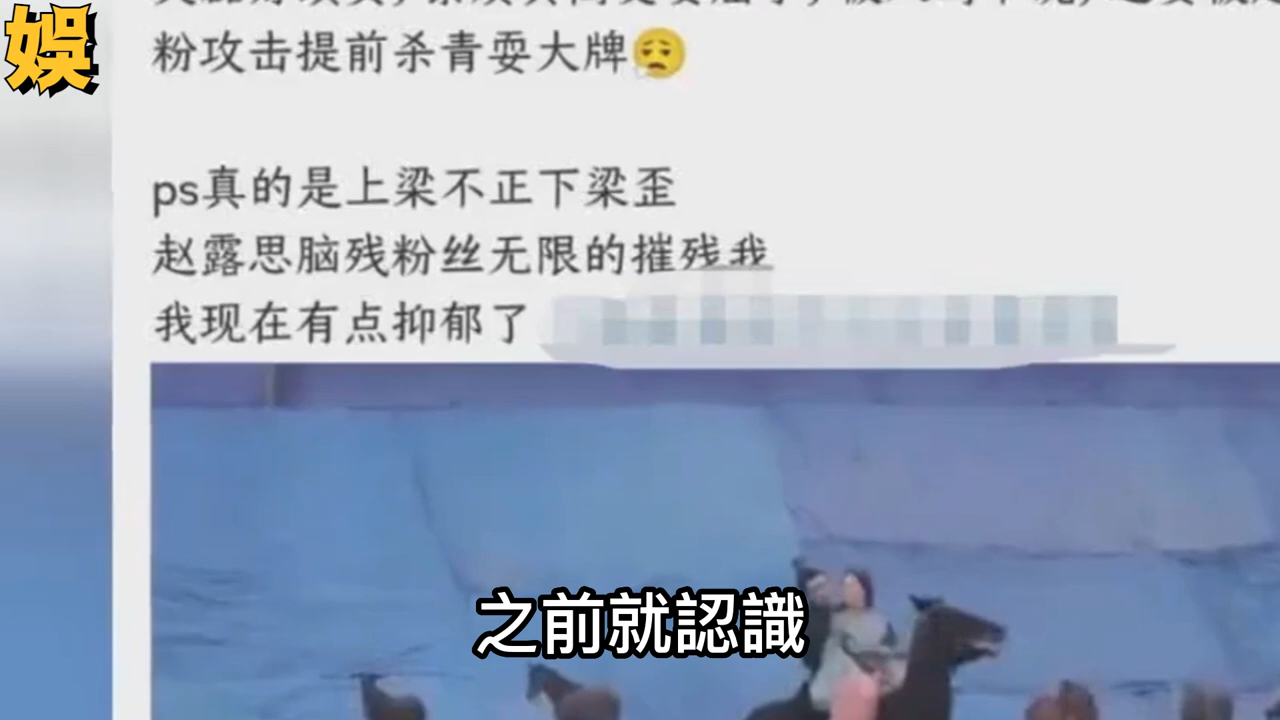 娱
粉攻击提前杀青耍大牌😮‍💨
ps真的是上梁不正下梁歪
赵露思脑残粉丝无限的摧残我
我现在有点抑郁了
之前就認識